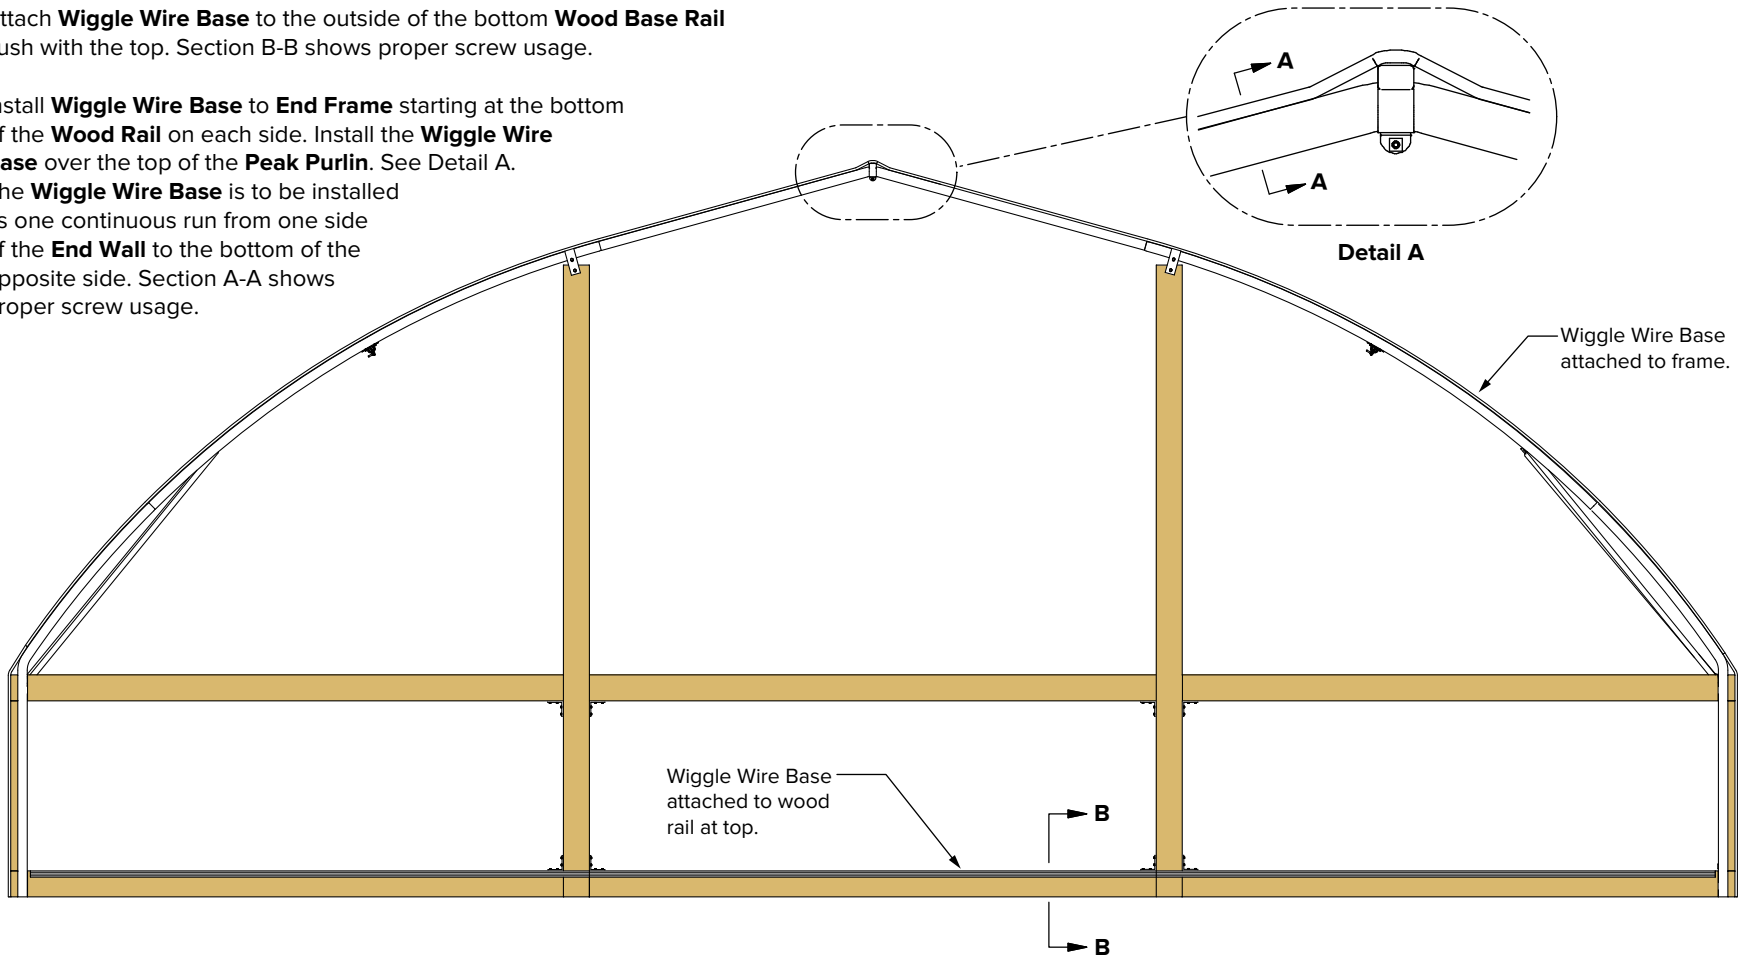 ttach Wiggle Wire Base to the outside of the bottom Wood Base Rail
ush with the top. Section B-B shows proper screw usage.
nstall Wiggle Wire Base to End Frame starting at the bottom
f the Wood Rail on each side. Install the Wiggle Wire
ase over the top of the Peak Purlin. See Detail A.
he Wiggle Wire Base is to be installed
s one continuous run from one side
f the End Wall to the bottom of the
pposite side. Section A-A shows
roper screw usage.
A
A
Detail A
Wiggle Wire Base
attached to frame.
Wiggle Wire Base
attached to wood
rail at top.
B
B